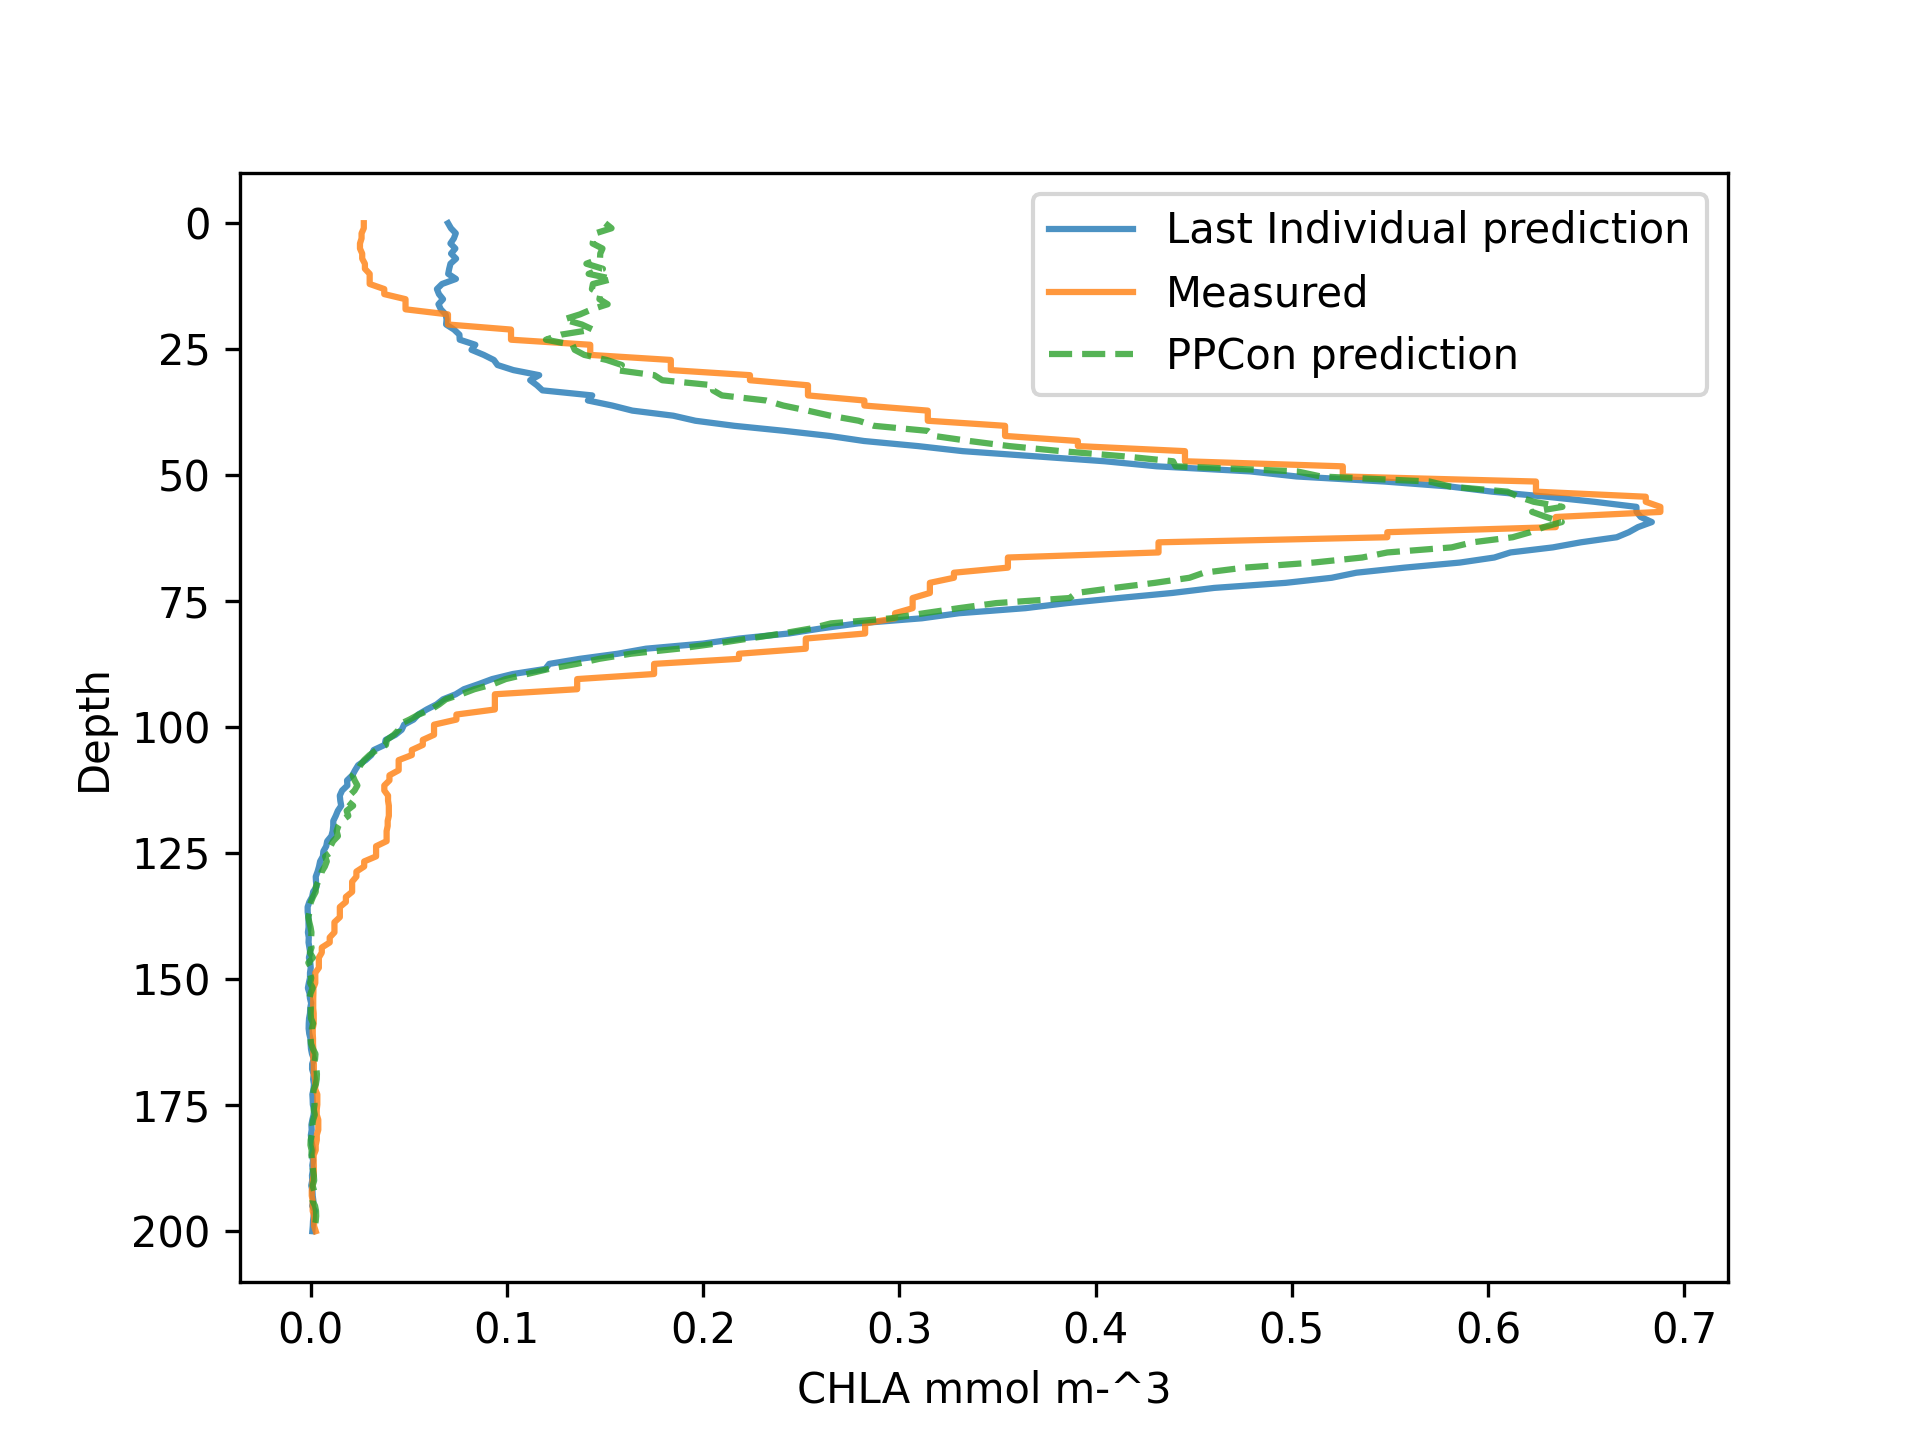 Last Individual prediction
Measured
PPCon prediction
0
25
50
75
100
125
150
175
200
Depth
0.0 0.1 0.2 0.3 0.4 0.5 0.6 0.7
CHLA mmol m-^3